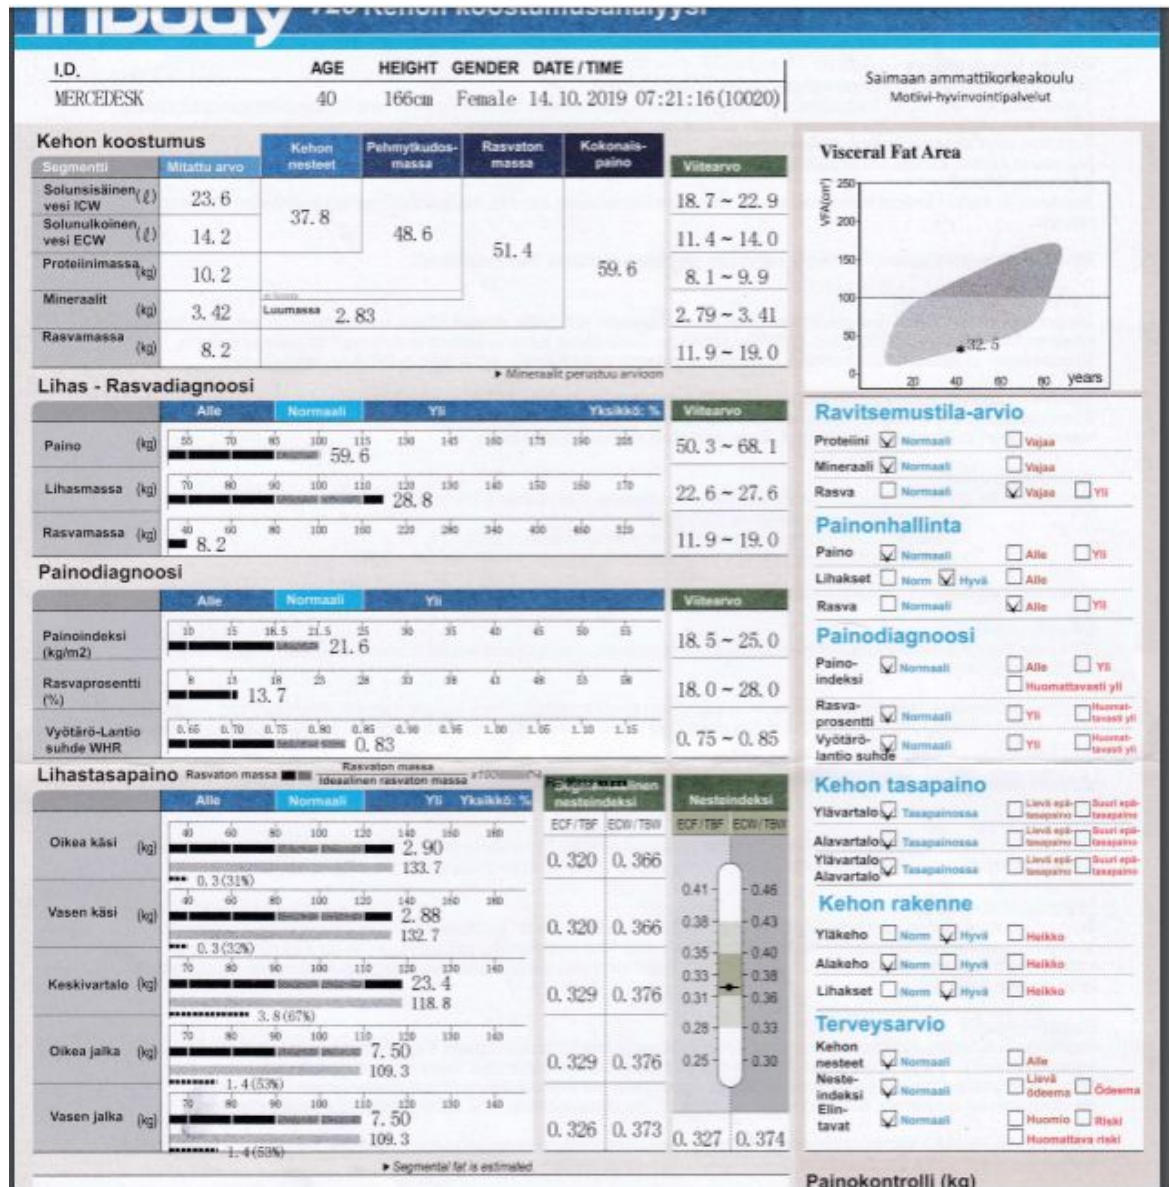 InBody 720 Kehon koostumusanalyysi
I.D. AGE HEIGHT GENDER DATE / TIME
MERCEDESK 40 166cm Female 14.10.2019 07:21:16(10020)
Saimaan ammattikorkeakoulu
Motiivi-hyvinvointipalvelut
Kehon koostumus
Segmentti Mitattu arvo Kehon nesteet Pehmytkudos-massa Rasvaton massa Kokonais-paino Viitearvo
Solunsisäinen vesi ICW (ℓ) 23.6 18.7 ~ 22.9
Solunulkoinen vesi ECW (ℓ) 14.2 37.8 48.6 51.4 59.6 11.4 ~ 14.0
Proteiinimassa (kg) 10.2 8.1 ~ 9.9
Mineraalit (kg) 3.42 Luumassa 2.83 2.79 ~ 3.41
Rasvamassa (kg) 8.2 11.9 ~ 19.0
▸ Mineraalit perustuu arvioon
Lihas - Rasvadiagnoosi
Alle Normaali Yli Yksikkö: % Viitearvo
Paino (kg) 55 70 85 100 115 130 145 160 175 190 205
59.6 50.3 ~ 68.1
Lihasmassa (kg) 70 80 90 100 110 120 130 140 150 160 170
28.8 22.6 ~ 27.6
Rasvamassa (kg) 40 60 80 100 160 220 280 340 400 460 520
8.2 11.9 ~ 19.0
Painodiagnoosi
Alle Normaali Yli Viitearvo
Painoindeksi (kg/m2) 10 15 18.5 21.5 25 30 35 40 45 50 55
21.6 18.5 ~ 25.0
Rasvaprosentti (%) 8 13 18 23 28 33 38 43 48 53 58
13.7 18.0 ~ 28.0
Vyötärö-Lantio suhde WHR 0.65 0.70 0.75 0.80 0.85 0.90 0.95 1.00 1.05 1.10 1.15
0.83 0.75 ~ 0.85
Lihastasapaino Rasvaton massa Rasvaton massa
Ideaalinen rasvaton massa x100
Alle Normaali Yli Yksikkö: % nesteindeksi Nesteindeksi
ECF/TBF ECW/TBW ECF/TBF ECW/TBW
Oikea käsi (kg) 40 60 80 100 120 140 160 180
2.90
133.7
0.3(31%)
0.320 0.366
Vasen käsi (kg) 40 60 80 100 120 140 160 180
2.88
132.7
0.3(32%)
0.320 0.366
Keskivartalo (kg) 70 80 90 100 110 120 130 140
23.4
118.8
3.8(67%)
0.329 0.376
Oikea jalka (kg) 70 80 90 100 110 120 130 140
7.50
109.3
1.4(53%)
0.329 0.376
Vasen jalka (kg) 70 80 90 100 110 120 130 140
7.50
109.3
1.4(53%)
0.326 0.373
0.41 0.46
0.38 0.43
0.35 0.40
0.33 0.38
0.31 0.36
0.28 0.33
0.25 0.30
0.327 0.374
▸ Segmental fat is estimated
Visceral Fat Area
VFA(cm²)
250
200
150
100
50
0
32.5
20 40 60 80 years
Ravitsemustila-arvio
Proteiini Normaali Vajaa
Mineraali Normaali Vajaa
Rasva Normaali Vajaa Yli
Painonhallinta
Paino Normaali Alle Yli
Lihakset Norm Hyvä Alle
Rasva Normaali Alle Yli
Painodiagnoosi
Paino-indeksi Normaali Alle Yli
Huomattavasti yli
Rasva-prosentti Normaali Yli Huomat-tavasti yli
Vyötärö-lantio suhde Normaali Yli Huomat-tavasti yli
Kehon tasapaino
Ylävartalo Tasapainossa Lievä epä-tasapaino Suuri epä-tasapaino
Alavartalo Tasapainossa Lievä epä-tasapaino Suuri epä-tasapaino
Ylävartalo Alavartalo Tasapainossa Lievä epä-tasapaino Suuri epä-tasapaino
Kehon rakenne
Yläkeho Norm Hyvä Heikko
Alakeho Norm Hyvä Heikko
Lihakset Norm Hyvä Heikko
Terveysarvio
Kehon nesteet Normaali Alle
Neste-indeksi Normaali Lievä ödeema Ödeema
Elin-tavat Normaali Huomio Riski
Huomattava riski
Painokontrolli (kg)